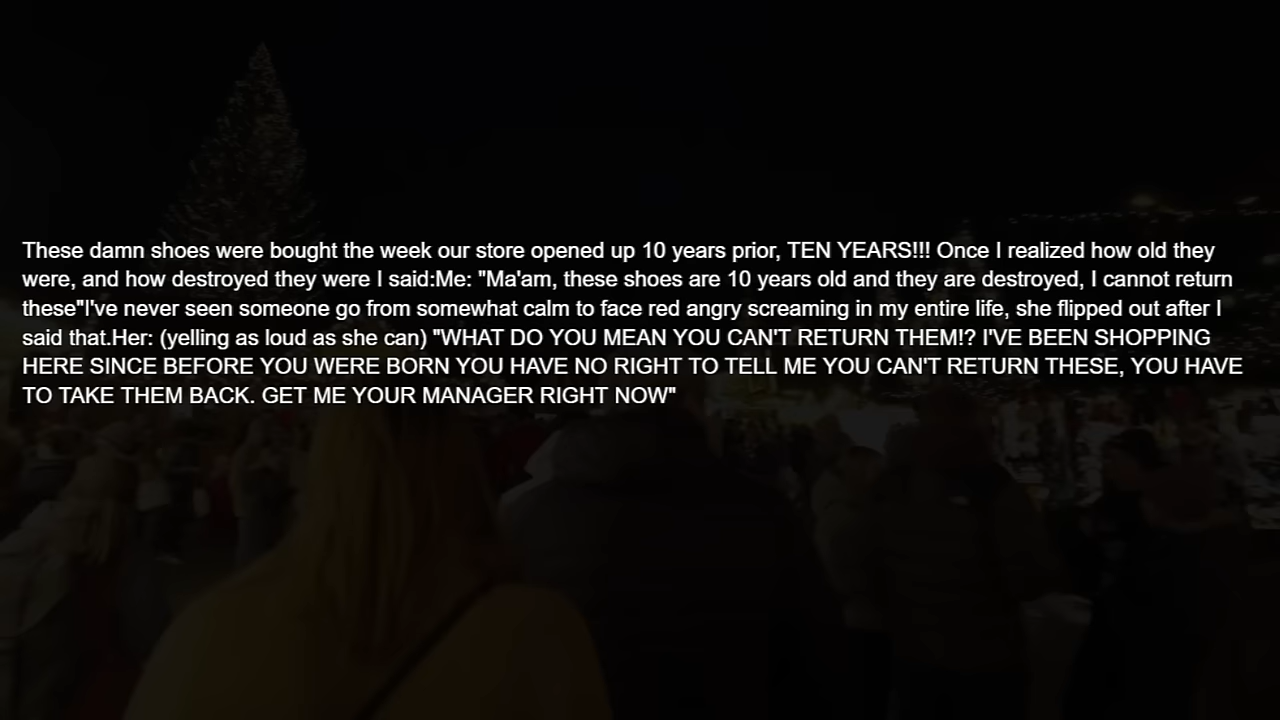 These damn shoes were bought the week our store opened up 10 years prior, TEN YEARS!!! Once I realized how old they
were, and how destroyed they were I said:Me: "Ma'am, these shoes are 10 years old and they are destroyed, I cannot return
these"I've never seen someone go from somewhat calm to face red angry screaming in my entire life, she flipped out after I
said that.Her: (yelling as loud as she can) "WHAT DO YOU MEAN YOU CAN'T RETURN THEM!? I'VE BEEN SHOPPING
HERE SINCE BEFORE YOU WERE BORN YOU HAVE NO RIGHT TO TELL ME YOU CAN'T RETURN THESE, YOU HAVE
TO TAKE THEM BACK. GET ME YOUR MANAGER RIGHT NOW"